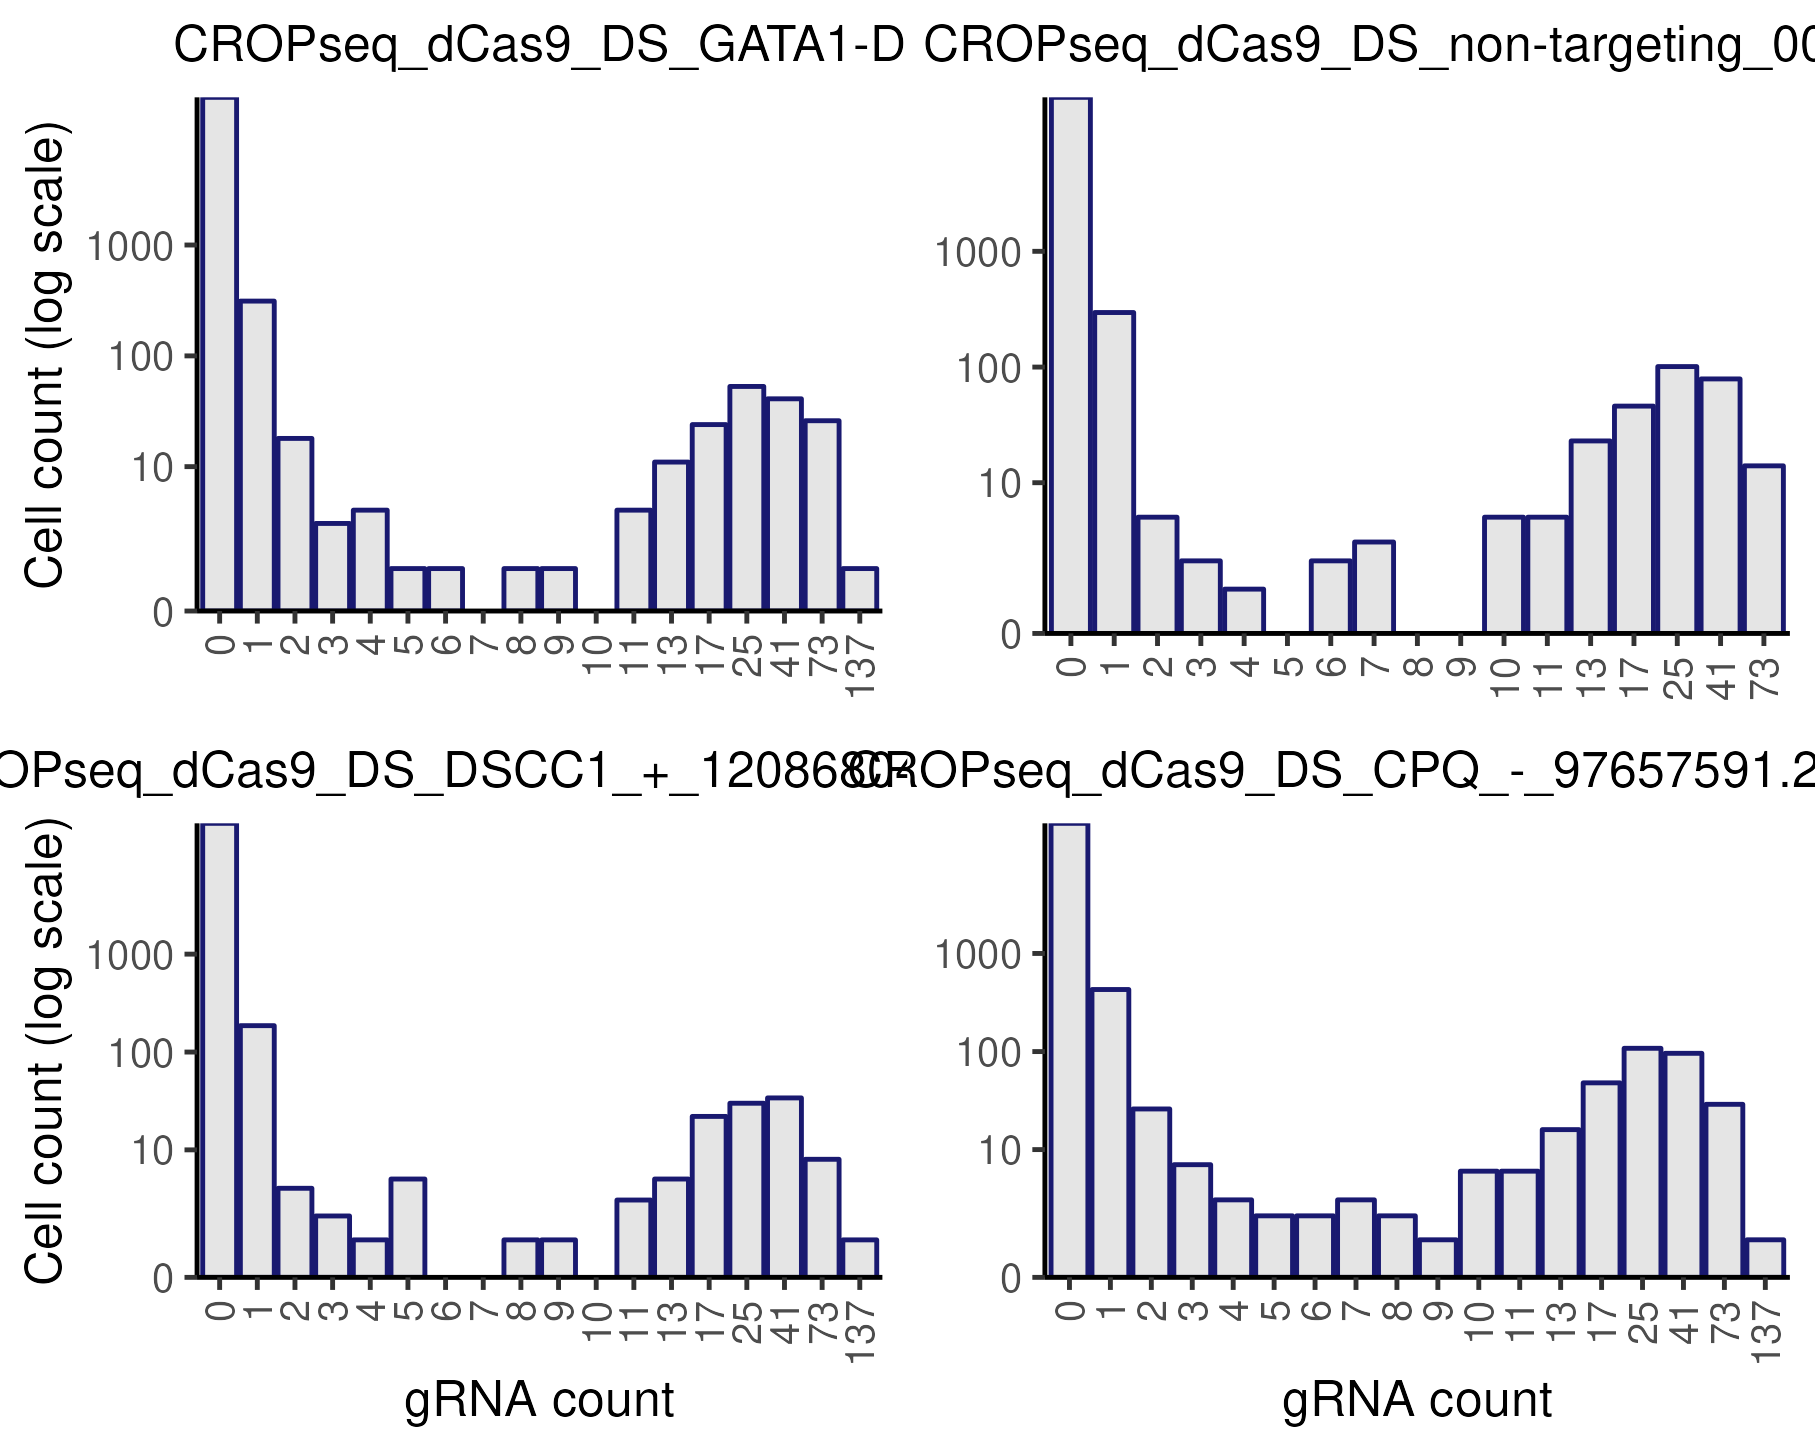 CROPseq_dCas9_DS_GATA1-D
CROPseq_dCas9_DS_non-targeting_00
Cell count (log scale)
1000
100
10
0
0 1 2 3 4 5 6 7 8 9 10 11 13 17 25 41 73 137
1000
100
10
0
0 1 2 3 4 5 6 7 8 9 10 11 13 17 25 41 73
OPseq_dCas9_DS_DSCC1_+_1208680
CROPseq_dCas9_DS_CPQ_-_97657591.2
Cell count (log scale)
1000
100
10
0
0 1 2 3 4 5 6 7 8 9 10 11 13 17 25 41 73 137
gRNA count
1000
100
10
0
0 1 2 3 4 5 6 7 8 9 10 11 13 17 25 41 73 137
gRNA count